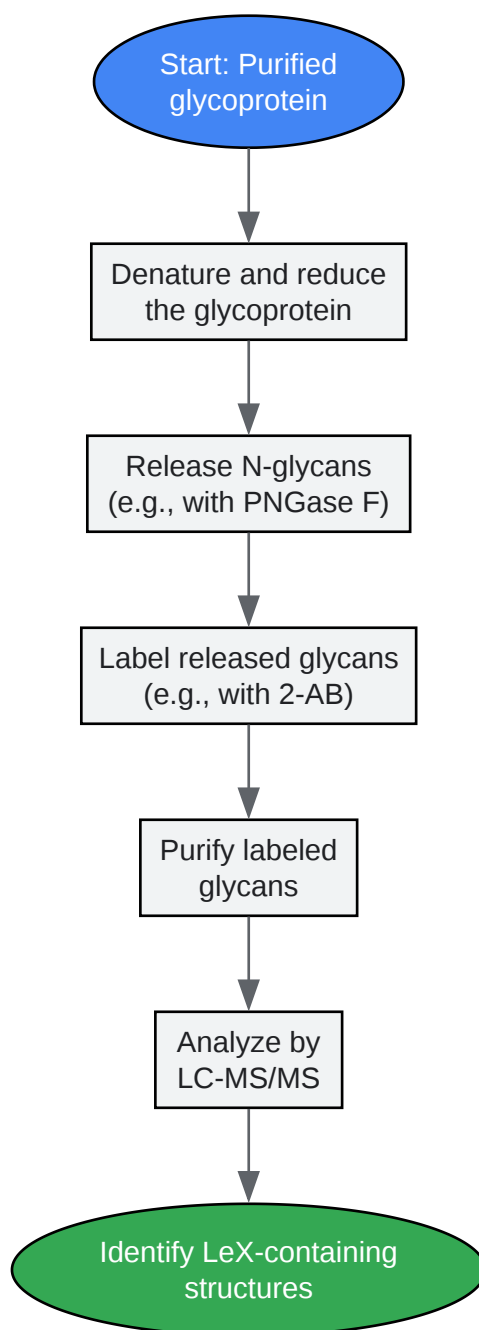 Start: Purified
glycoprotein
Denature and reduce
the glycoprotein
Release N-glycans
(e.g., with PNGase F)
Label released glycans
(e.g., with 2-AB)
Purify labeled
glycans
Analyze by
LC-MS/MS
Identify LeX-containing
structures